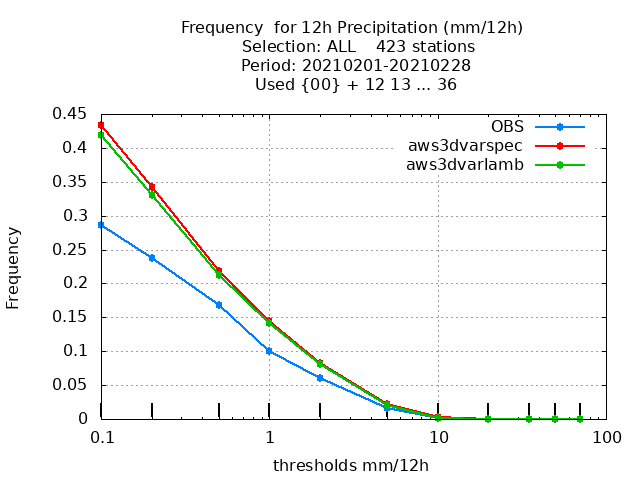 Frequency  for 12h Precipitation (mm/12h)
Selection: ALL    423 stations
Period: 20210201-20210228
Used {00} + 12 13 ... 36
OBS
aws3dvarspec
aws3dvarlamb
Frequency
0.45
0.4
0.35
0.3
0.25
0.2
0.15
0.1
0.05
0
0.1 1 10 100
thresholds mm/12h